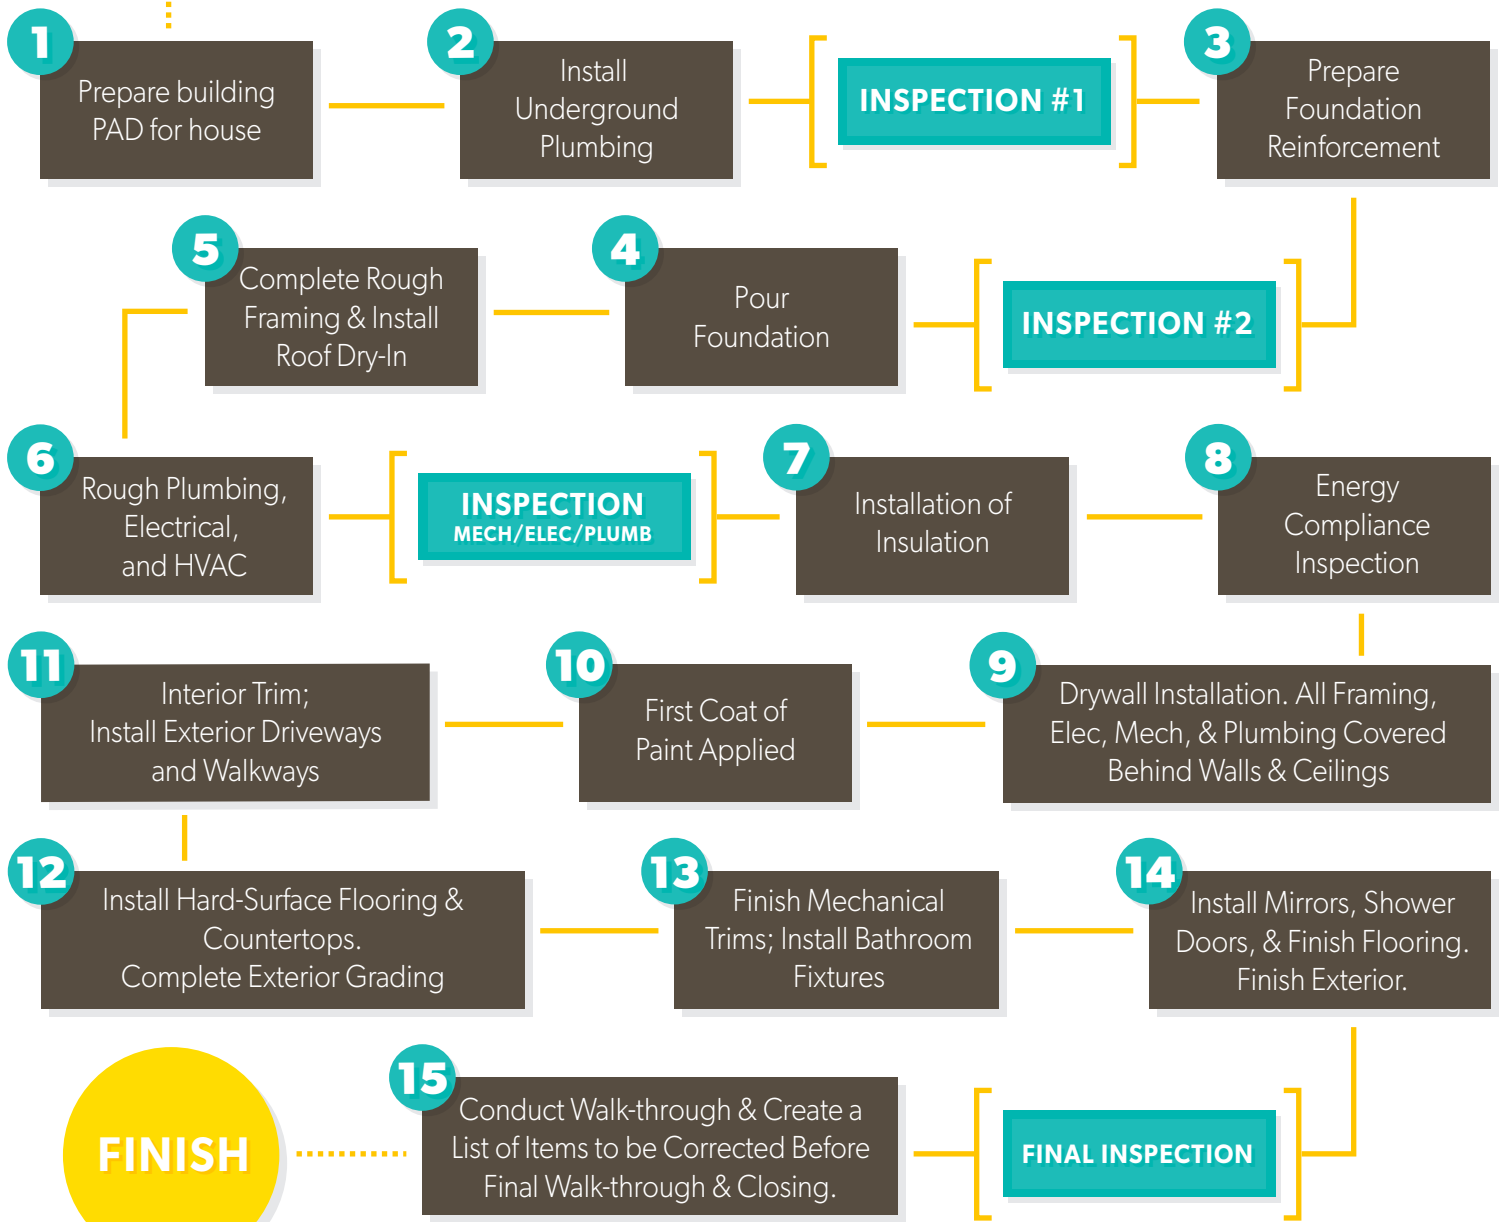 1
Prepare building
PAD for house
2
Install
Underground
Plumbing
INSPECTION #1
3
Prepare
Foundation
Reinforcement
INSPECTION #2
4
Pour
Foundation
5
Complete Rough
Framing & Install
Roof Dry-In
6
Rough Plumbing,
Electrical,
and HVAC
INSPECTION
MECH/ELEC/PLUMB
7
Installation of
Insulation
8
Energy
Compliance
Inspection
9
Drywall Installation. All Framing,
Elec, Mech, & Plumbing Covered
Behind Walls & Ceilings
10
First Coat of
Paint Applied
11
Interior Trim;
Install Exterior Driveways
and Walkways
12
Install Hard-Surface Flooring &
Countertops.
Complete Exterior Grading
13
Finish Mechanical
Trims; Install Bathroom
Fixtures
14
Install Mirrors, Shower
Doors, & Finish Flooring.
Finish Exterior.
FINAL INSPECTION
15
Conduct Walk-through & Create a
List of Items to be Corrected Before
Final Walk-through & Closing.
FINISH